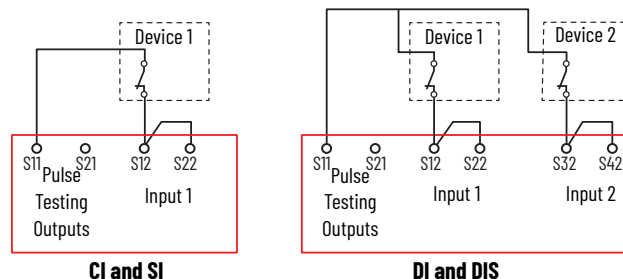 Device 1
S11
S21
S12
S22
Pulse
Testing
Outputs
Input 1
CI and SI
Device 1
Device 2
S11
S21
S12
S22
S32
S42
Pulse
Testing
Outputs
Input 1
Input 2
DI and DIS